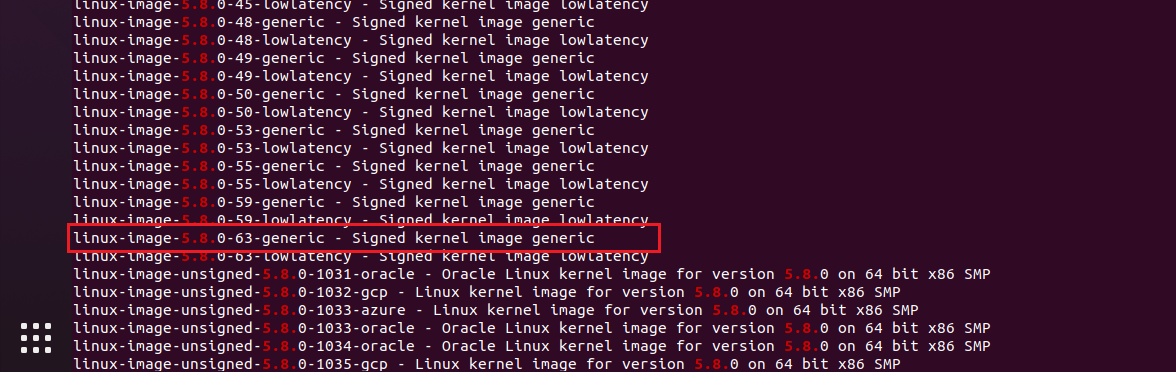 linux-image-5.8.0-45-lowlatency - Signed kernel image lowlatency
linux-image-5.8.0-48-generic - Signed kernel image generic
linux-image-5.8.0-48-lowlatency - Signed kernel image lowlatency
linux-image-5.8.0-49-generic - Signed kernel image generic
linux-image-5.8.0-49-lowlatency - Signed kernel image lowlatency
linux-image-5.8.0-50-generic - Signed kernel image generic
linux-image-5.8.0-50-lowlatency - Signed kernel image lowlatency
linux-image-5.8.0-53-generic - Signed kernel image generic
linux-image-5.8.0-53-lowlatency - Signed kernel image lowlatency
linux-image-5.8.0-55-generic - Signed kernel image generic
linux-image-5.8.0-55-lowlatency - Signed kernel image lowlatency
linux-image-5.8.0-59-generic - Signed kernel image generic
linux-image-5.8.0-59-lowlatency - Signed kernel image lowlatency
linux-image-5.8.0-63-generic - Signed kernel image generic
linux-image-5.8.0-63-lowlatency - Signed kernel image lowlatency
linux-image-unsigned-5.8.0-1031-oracle - Oracle Linux kernel image for version 5.8.0 on 64 bit x86 SMP
linux-image-unsigned-5.8.0-1032-gcp - Linux kernel image for version 5.8.0 on 64 bit x86 SMP
linux-image-unsigned-5.8.0-1033-azure - Linux kernel image for version 5.8.0 on 64 bit x86 SMP
linux-image-unsigned-5.8.0-1033-oracle - Oracle Linux kernel image for version 5.8.0 on 64 bit x86 SMP
linux-image-unsigned-5.8.0-1034-oracle - Oracle Linux kernel image for version 5.8.0 on 64 bit x86 SMP
linux-image-unsigned-5.8.0-1035-gcp - Linux kernel image for version 5.8.0 on 64 bit x86 SMP